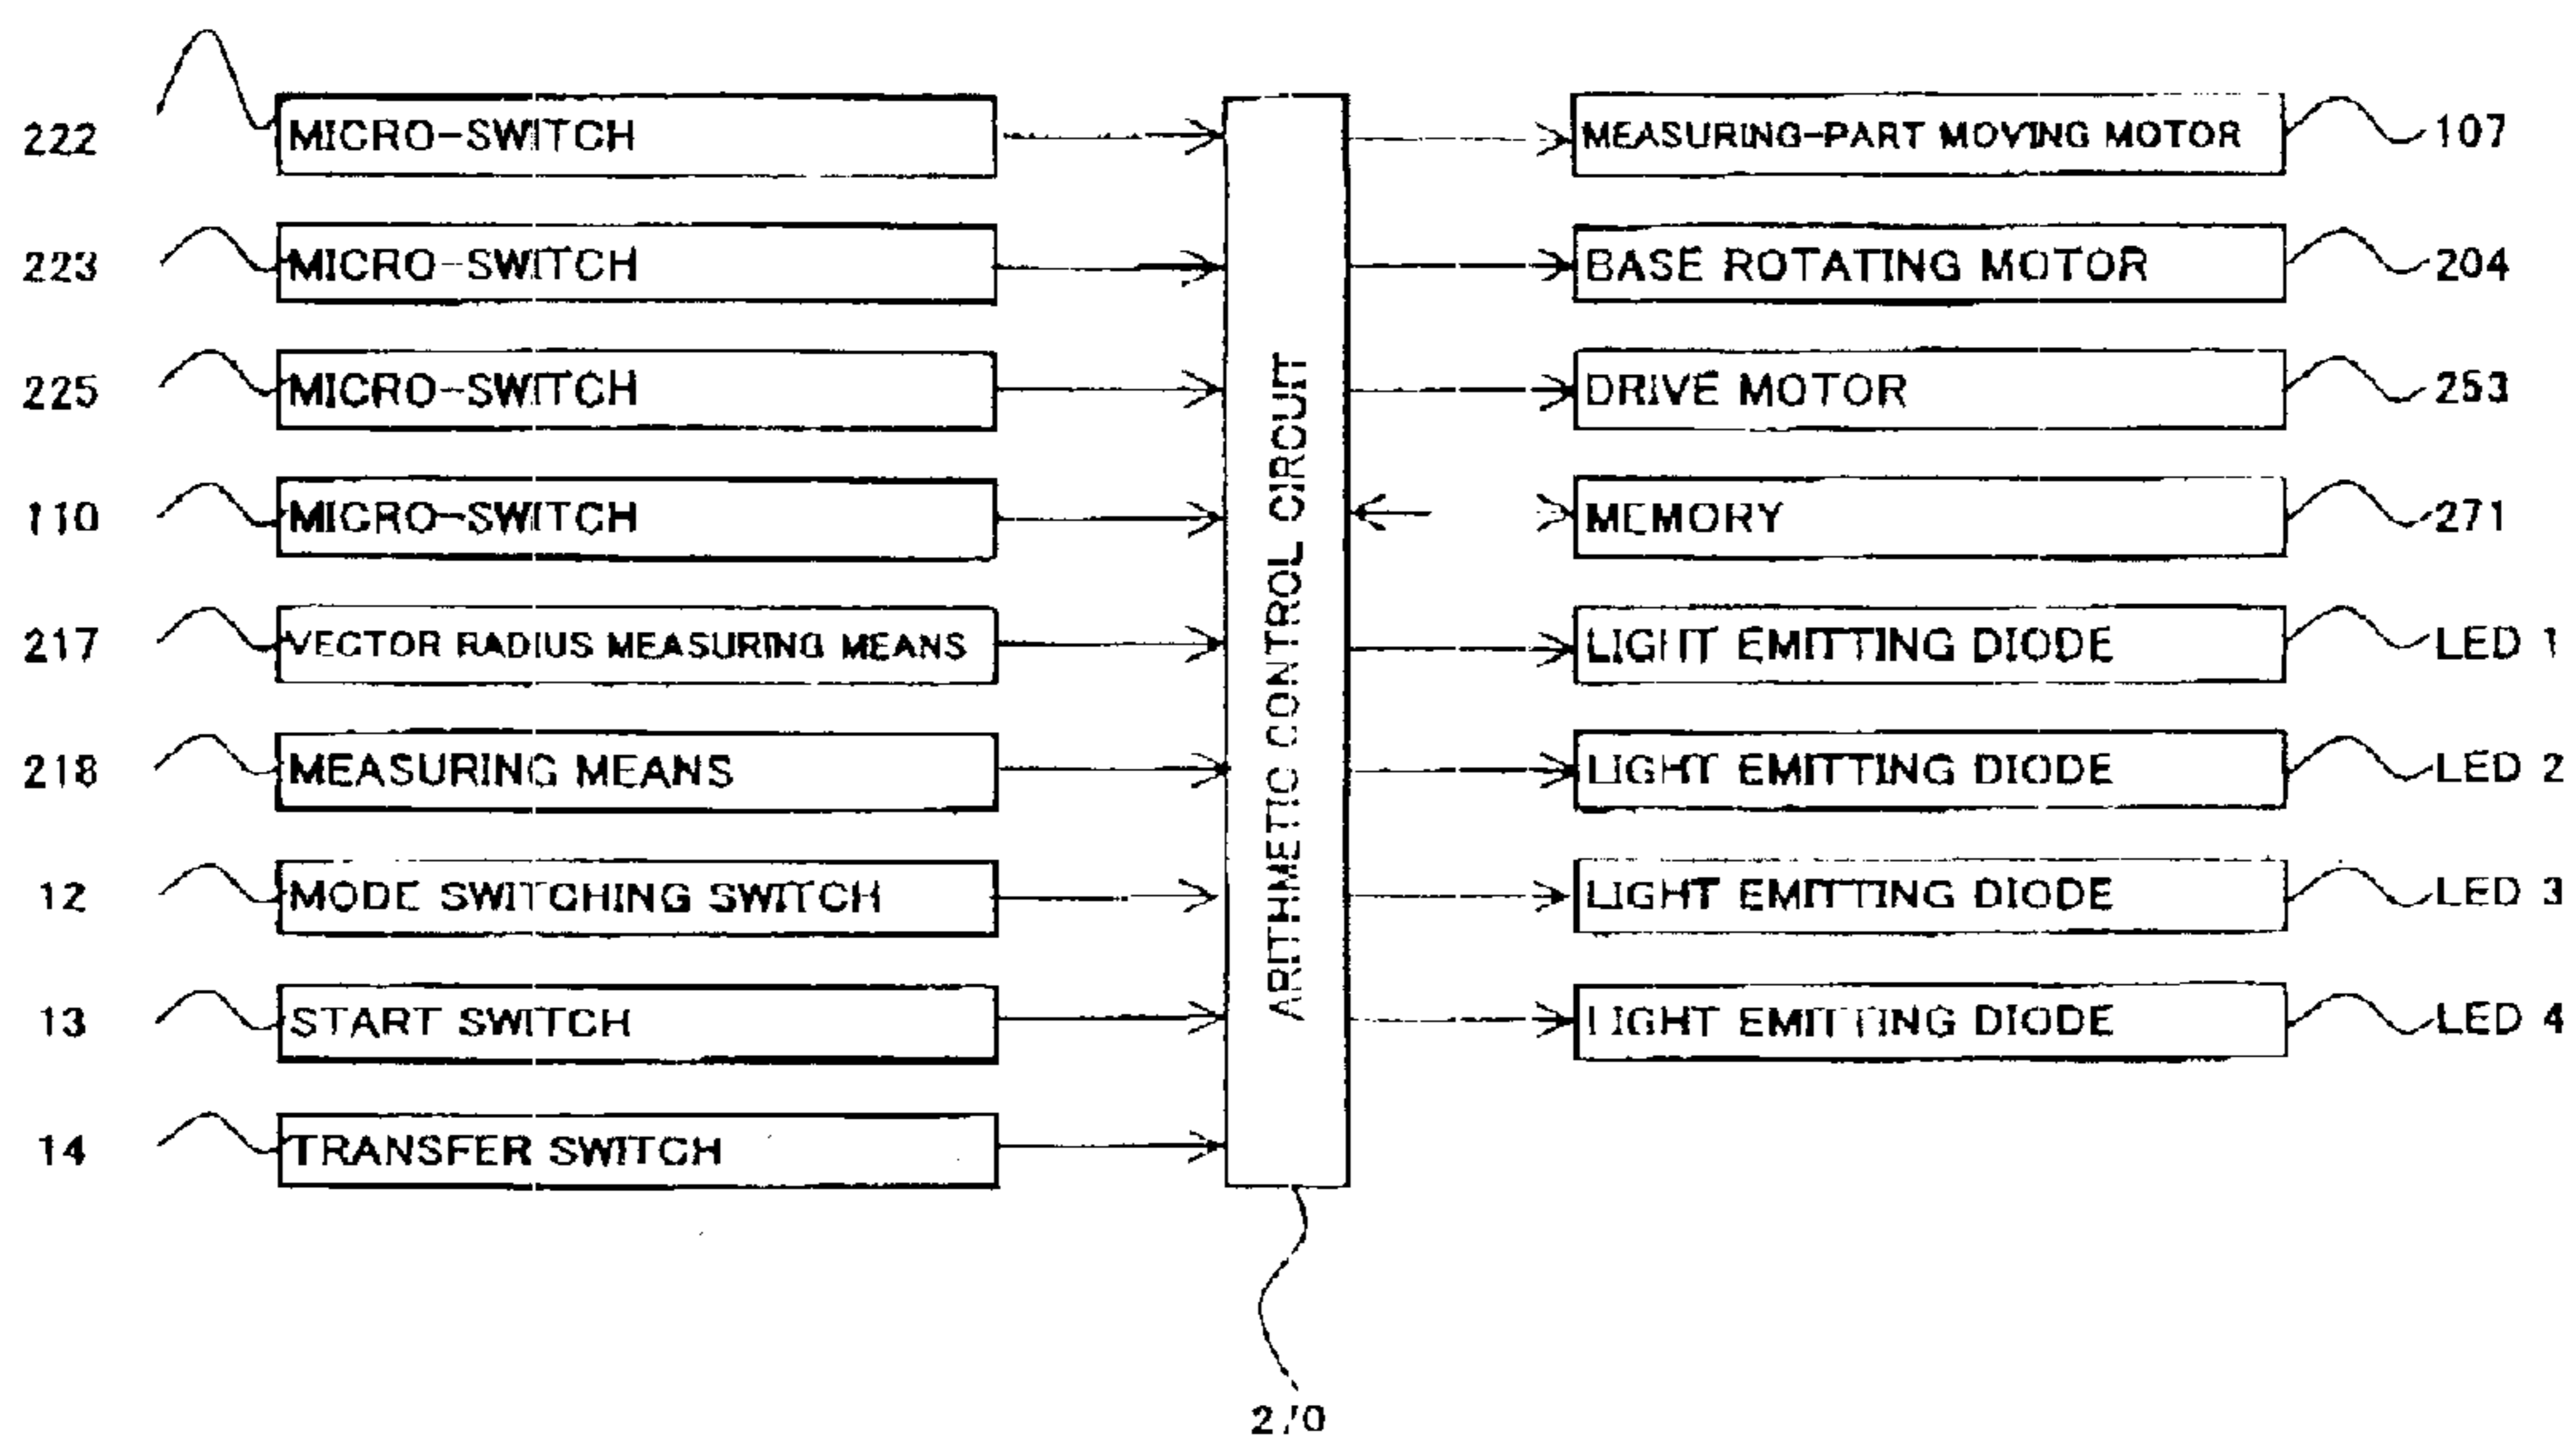 222 MICRO-SWITCH MEASURING-PART MOVING MOTOR 107
223 MICRO-SWITCH BASE ROTATING MOTOR 204
225 MICRO-SWITCH DRIVE MOTOR 253
110 MICRO-SWITCH MEMORY 271
217 VECTOR RADIUS MEASURING MEANS LIGHT EMITTING DIODE LED 1
218 MEASURING MEANS LIGHT EMITTING DIODE LED 2
12 MODE SWITCHING SWITCH LIGHT EMITTING DIODE LED 3
13 START SWITCH LIGHT EMITTING DIODE LED 4
14 TRANSFER SWITCH
ARITHMETIC CONTROL CIRCUIT
270